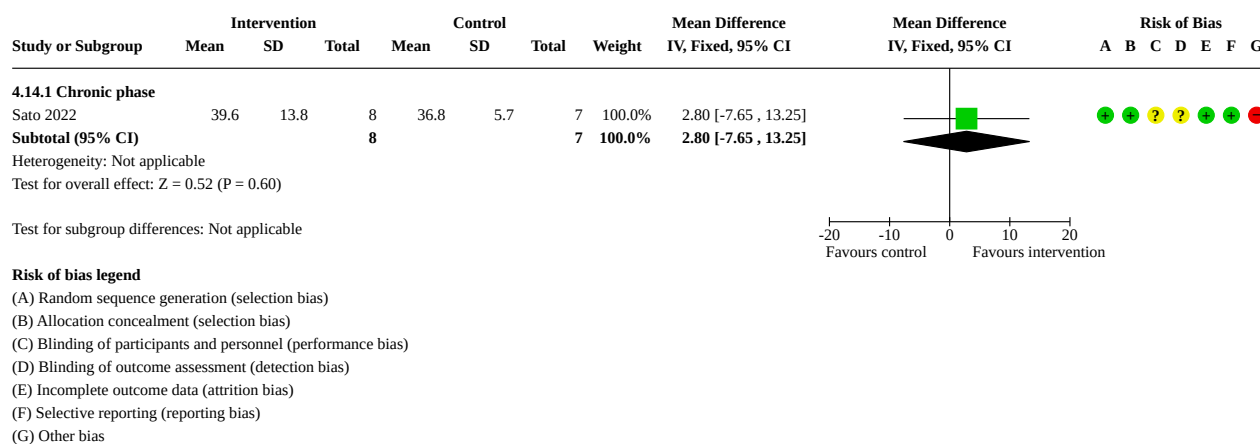 Intervention Control Mean Difference Mean Difference Risk of Bias
Study or Subgroup Mean SD Total Mean SD Total Weight IV, Fixed, 95% CI IV, Fixed, 95% CI A B C D E F G
4.14.1 Chronic phase
Sato 2022 39.6 13.8 8 36.8 5.7 7 100.0% 2.80 [-7.65 , 13.25] + + ? ? + + −
Subtotal (95% CI) 8 7 100.0% 2.80 [-7.65 , 13.25]
Heterogeneity: Not applicable
Test for overall effect: Z = 0.52 (P = 0.60)
Test for subgroup differences: Not applicable
-20 -10 0 10 20
Favours control Favours intervention
Risk of bias legend
(A) Random sequence generation (selection bias)
(B) Allocation concealment (selection bias)
(C) Blinding of participants and personnel (performance bias)
(D) Blinding of outcome assessment (detection bias)
(E) Incomplete outcome data (attrition bias)
(F) Selective reporting (reporting bias)
(G) Other bias